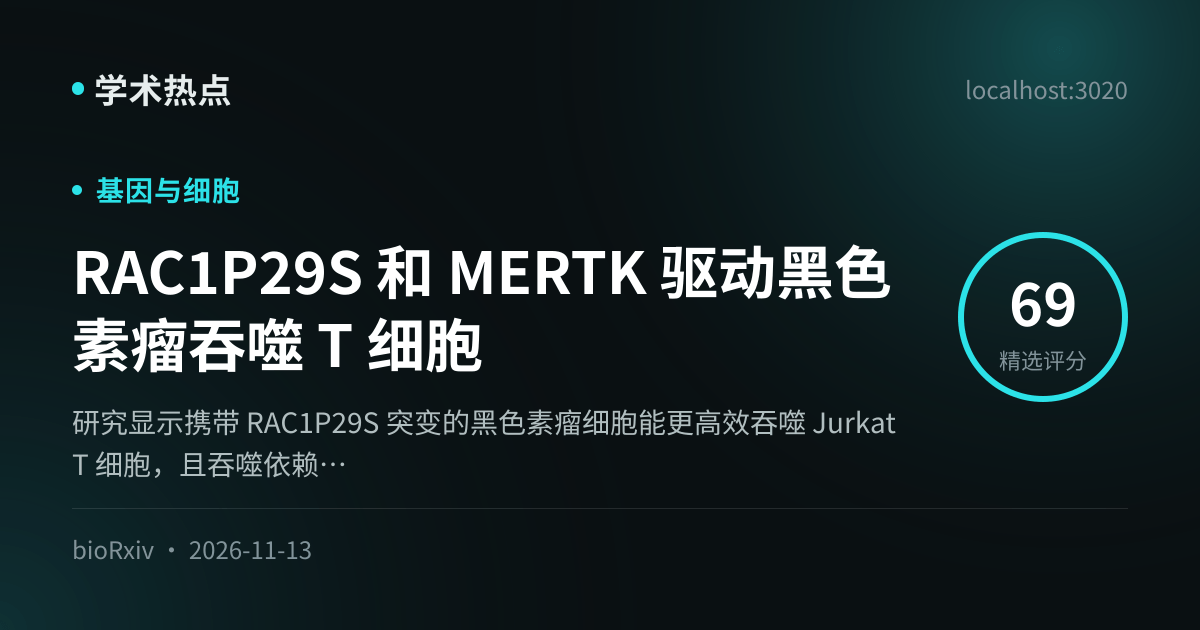 学术热点
localhost:3020
基因与细胞
RAC1P29S 和 MERTK 驱动黑色
素瘤吞噬 T 细胞
69
精选评分
研究显示携带 RAC1P29S 突变的黑色素瘤细胞能更高效吞噬 Jurkat
T 细胞，且吞噬依赖…
bioRxiv • 2026-11-13